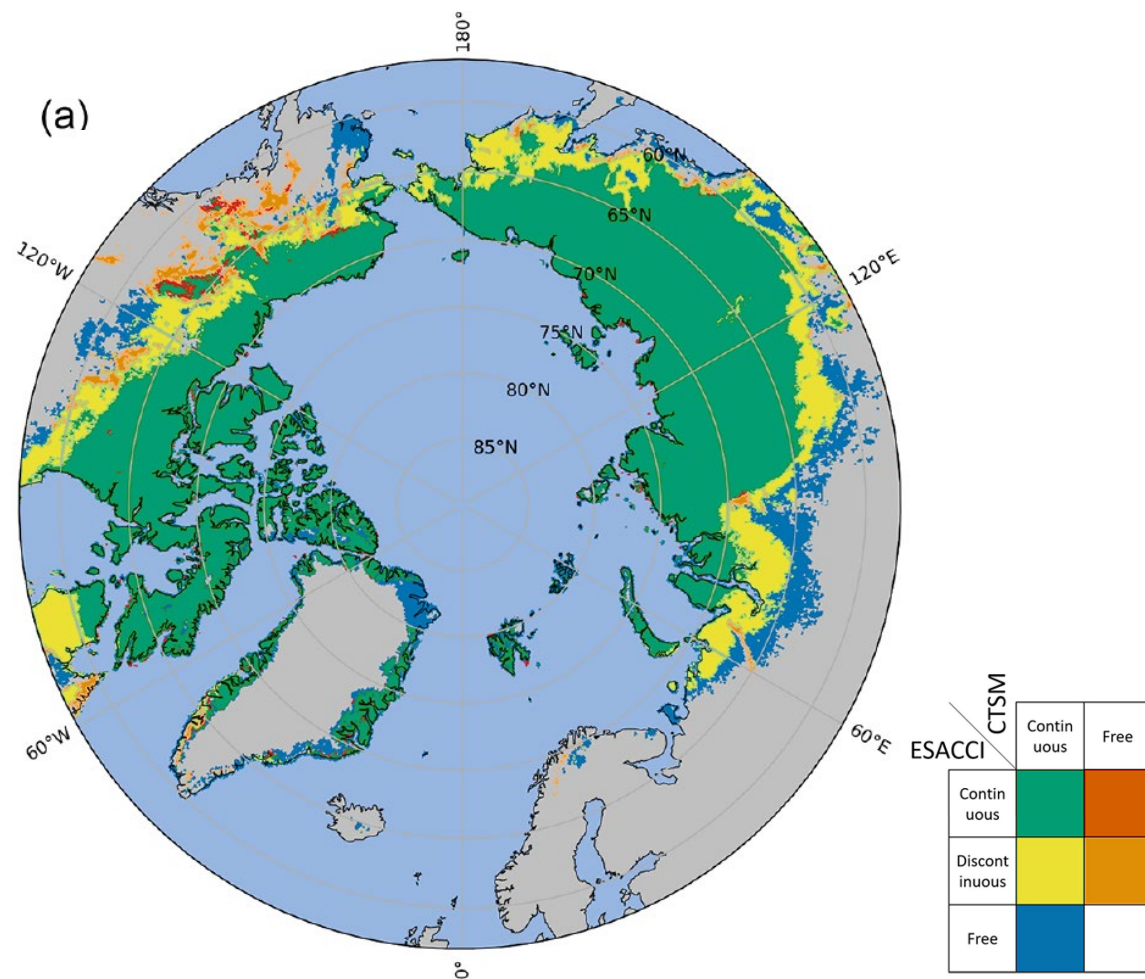 180°
(a)
60°N
65°N
120°W
120°E
70°N
75°N
80°N
85°N
60°W
60°E
0°
CTSM
ESACCI
Contin
uous
Free
Contin
uous
Discont
inuous
Free